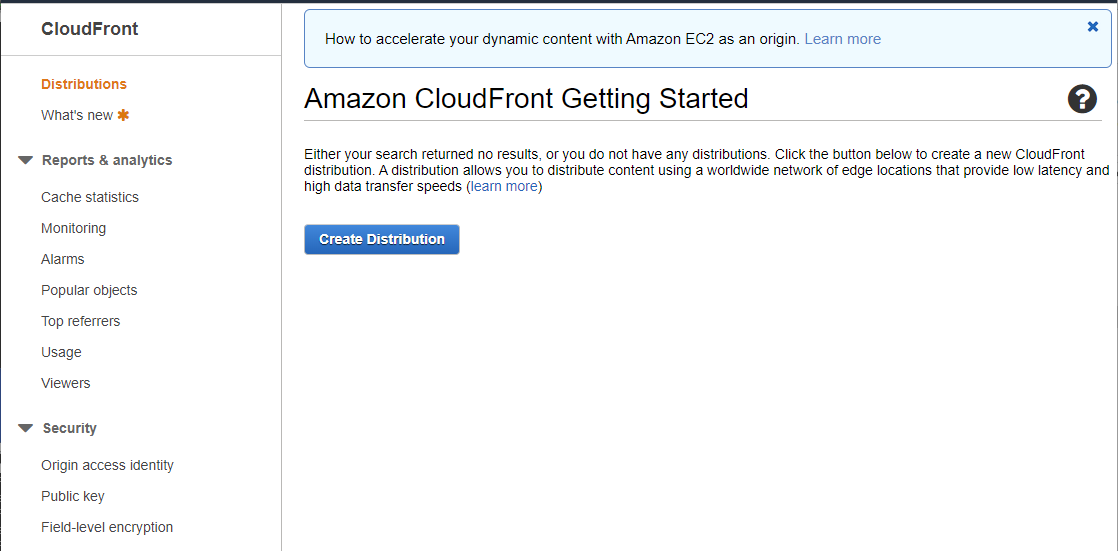 CloudFront
Distributions
What's new ✱
Reports & analytics
Cache statistics
Monitoring
Alarms
Popular objects
Top referrers
Usage
Viewers
Security
Origin access identity
Public key
Field-level encryption
How to accelerate your dynamic content with Amazon EC2 as an origin. Learn more
Amazon CloudFront Getting Started
Either your search returned no results, or you do not have any distributions. Click the button below to create a new CloudFront
distribution. A distribution allows you to distribute content using a worldwide network of edge locations that provide low latency and
high data transfer speeds (learn more)
Create Distribution